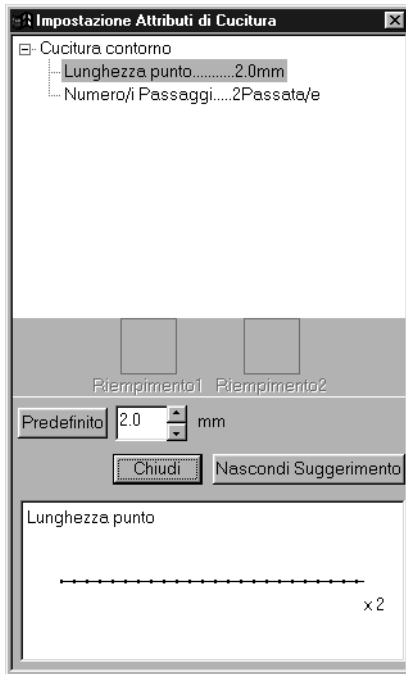 Impostazione Attributi di Cucitura
Cucitura contorno
Lunghezza punto..........2.0mm
Numero/i Passaggi.....2Passata/e
Riempimento1 Riempimento2
Predefinito 2.0 mm
Chiudi Nascondi Suggerimento
Lunghezza punto
x2